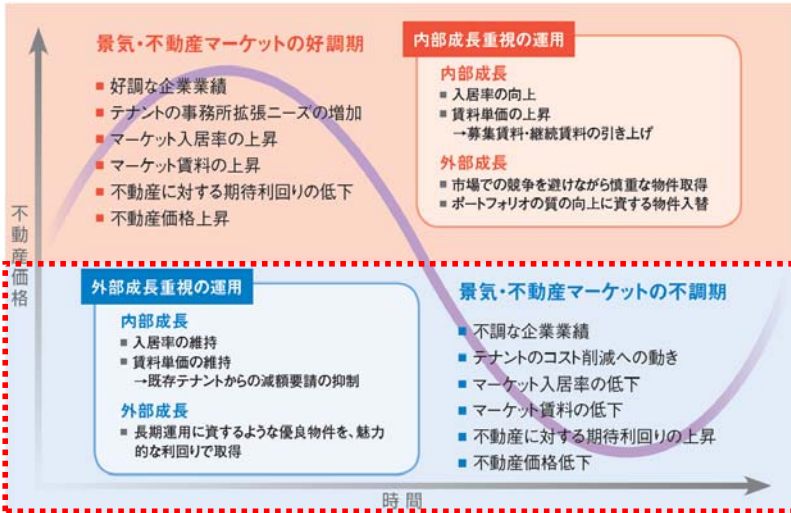 景気・不動産マーケットの好調期
■ 好調な企業業績
■ テナントの事務所拡張ニーズの増加
■ マーケット入居率の上昇
■ マーケット賃料の上昇
■ 不動産に対する期待利回りの低下
■ 不動産価格上昇
内部成長重視の運用
内部成長
■ 入居率の向上
■ 賃料単価の上昇
→募集賃料・継続賃料の引き上げ
外部成長
■ 市場での競争を避けながら慎重な物件取得
■ ポートフォリオの質の向上に資する物件入替
不動産価格
外部成長重視の運用
内部成長
■ 入居率の維持
■ 賃料単価の維持
→既存テナントからの減額要請の抑制
外部成長
■ 長期運用に資するような優良物件を、魅力
的な利回りで取得
景気・不動産マーケットの不調期
■ 不調な企業業績
■ テナントのコスト削減への動き
■ マーケット入居率の低下
■ マーケット賃料の低下
■ 不動産に対する期待利回りの上昇
■ 不動産価格低下
時間